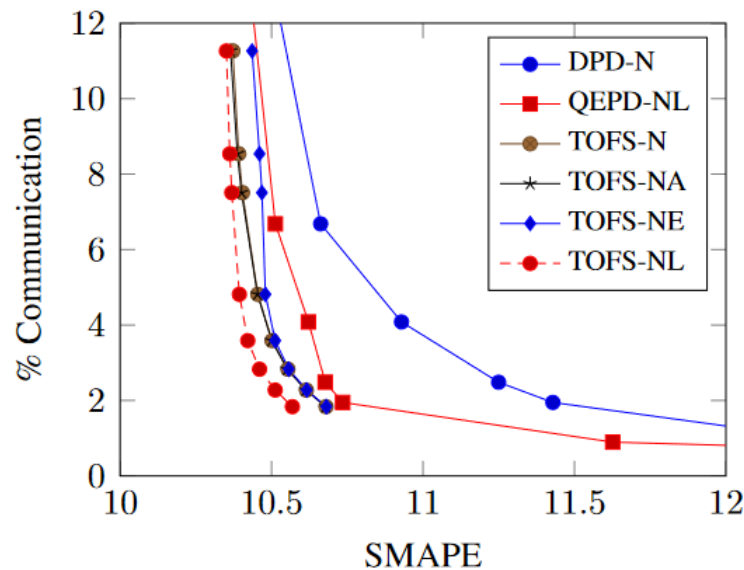 12
10
8
6
4
2
0
% Communication
DPD-N
QEPD-NL
TOFS-N
TOFS-NA
TOFS-NE
TOFS-NL
10
10.5
11
11.5
12
SMAPE